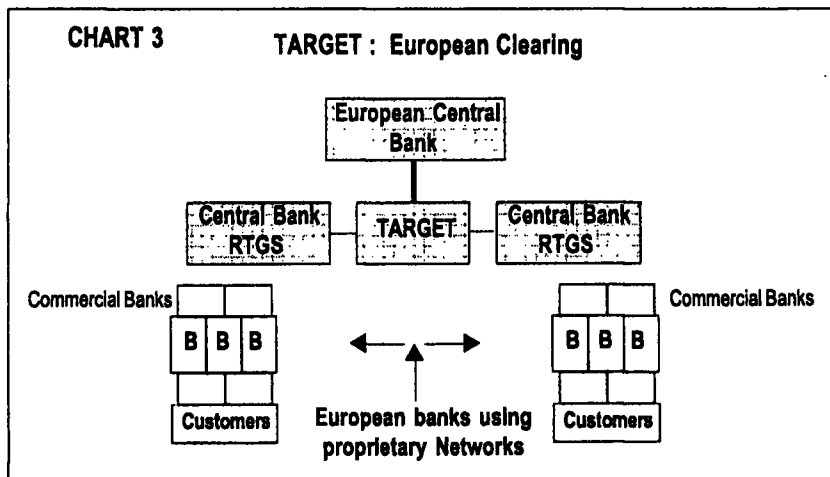 CHART 3
TARGET : European Clearing
European Central
Bank
Central Bank
RTGS
TARGET
Central Bank
RTGS
Commercial Banks
Commercial Banks
B B B
B B B
Customers
European banks using
proprietary Networks
Customers